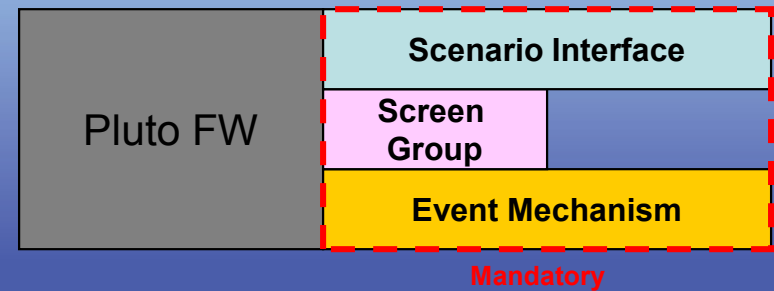 Pluto FW
Scenario Interface
Screen
Group
Event Mechanism
Mandatory